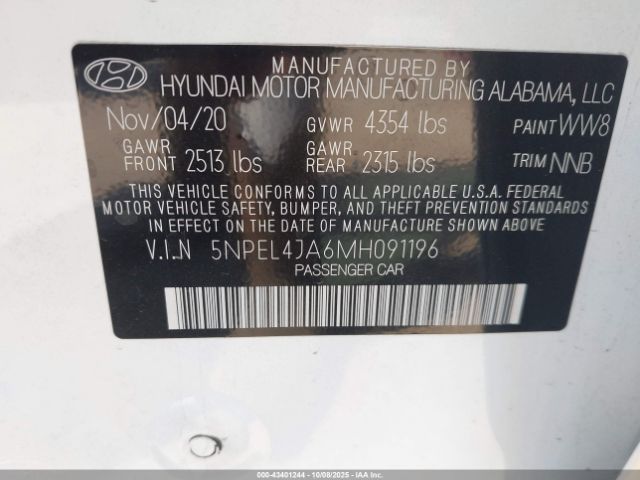 MANUFACTURED BY
HYUNDAI MOTOR MANUFACTURING ALABAMA, LLC
Nov/04/20 GVWR 4354 lbs PAINT WW8
GAWR FRONT 2513 lbs GAWR REAR 2315 lbs TRIM NNB
THIS VEHICLE CONFORMS TO ALL APPLICABLE U.S.A. FEDERAL
MOTOR VEHICLE SAFETY, BUMPER, AND THEFT PREVENTION STANDARDS
IN EFFECT ON THE DATE OF MANUFACTURE SHOWN ABOVE
V.I.N 5NPEL4JA6MH091196
PASSENGER CAR
000-43401244 - 10/08/2025 - IAA Inc.